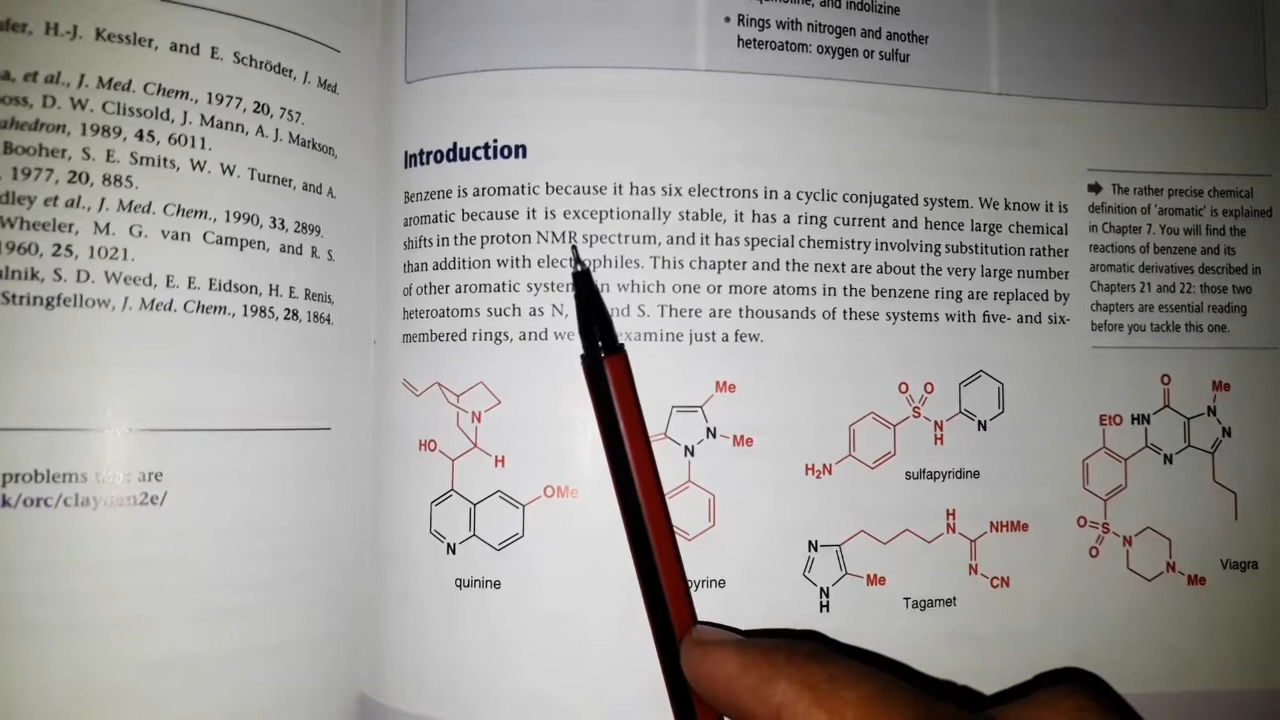 H.-J. Kessler, and E. Schröder, J. Med.
et al., J. Med. Chem., 1977, 20, 757.
D. W. Clissold, J. Mann, A. J. Markson,
1989, 45, 6011.
Booher, S. E. Smits, W. W. Turner, and A.
1977, 20, 885.
et al., J. Med. Chem., 1990, 33, 2899.
Wheeler, M. G. van Campen, and R. S.
1960, 25, 1021.
S. D. Weed, E. E. Eidson, H. E. Renis,
Stringfellow, J. Med. Chem., 1985, 28, 1864.
problems are
and indolizine
• Rings with nitrogen and another
heteroatom: oxygen or sulfur
Introduction
Benzene is aromatic because it has six electrons in a cyclic conjugated system. We know it is
aromatic because it is exceptionally stable, it has a ring current and hence large chemical
shifts in the proton NMR spectrum, and it has special chemistry involving substitution rather
than addition with electrophiles. This chapter and the next are about the very large number
of other aromatic systems in which one or more atoms in the benzene ring are replaced by
heteroatoms such as N, and S. There are thousands of these systems with five- and six-
membered rings, and we examine just a few.
➡ The rather precise chemical
definition of 'aromatic' is explained
in Chapter 7. You will find the
reactions of benzene and its
aromatic derivatives described in
Chapters 21 and 22: those two
chapters are essential reading
before you tackle this one.
N
HO
H
OMe
N
quinine
Me
N
Me
N
O O
S
N
H
N
H2N
sulfapyridine
N
N
H
Me
H
N
NHMe
N
CN
Tagamet
O
Me
EtO
HN
N
N
N
O
S
O
N
N
Me
Viagra